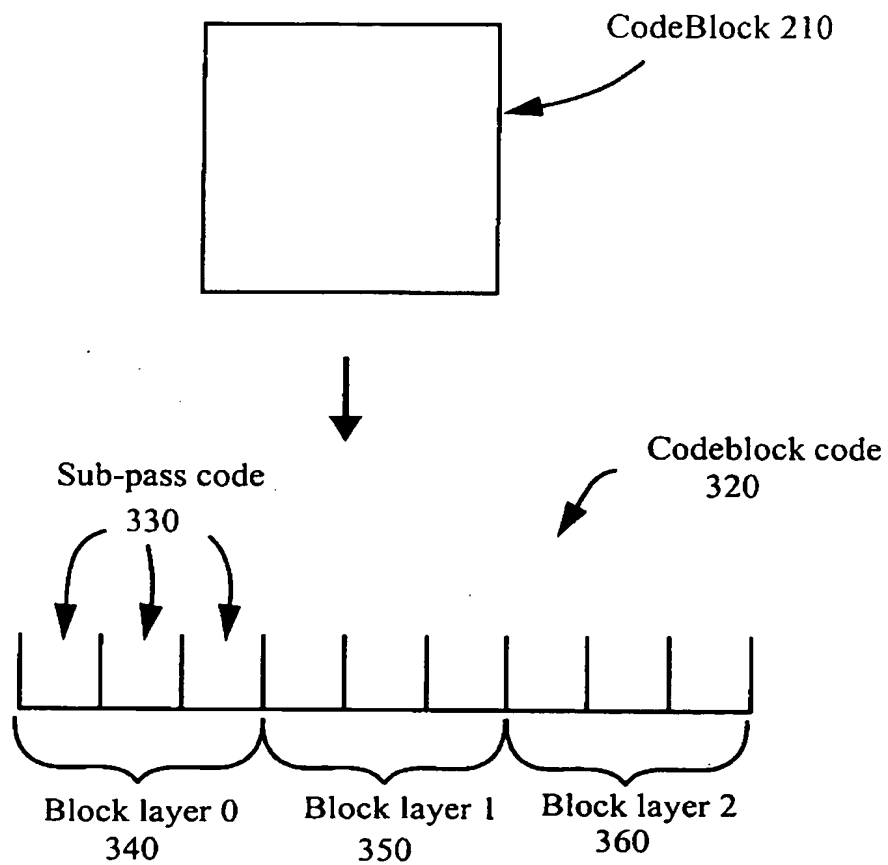 CodeBlock 210
Codeblock code
320
Sub-pass code
330
Block layer 0
340
Block layer 1
350
Block layer 2
360